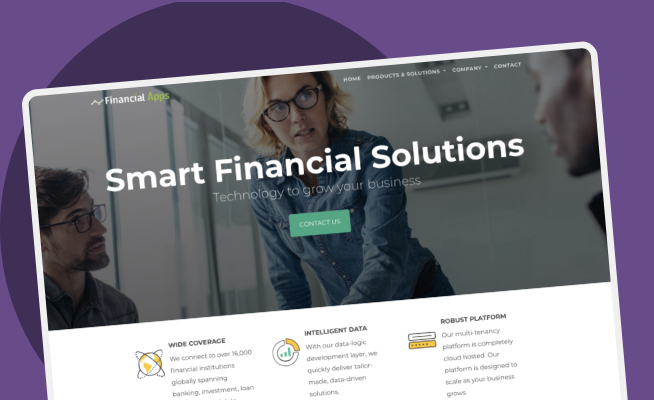 Financial Apps
HOME PRODUCTS & SOLUTIONS COMPANY CONTACT
Smart Financial Solutions
Technology to grow your business
CONTACT US
WIDE COVERAGE
We connect to over 16,000
financial institutions
globally spanning
banking, investment, loan
INTELLIGENT DATA
With our data-logic
development layer, we
quickly deliver tailor-
made, data-driven
solutions.
ROBUST PLATFORM
Our multi-tenancy
platform is completely
cloud hosted. Our
platform is designed to
scale as your business
grows.